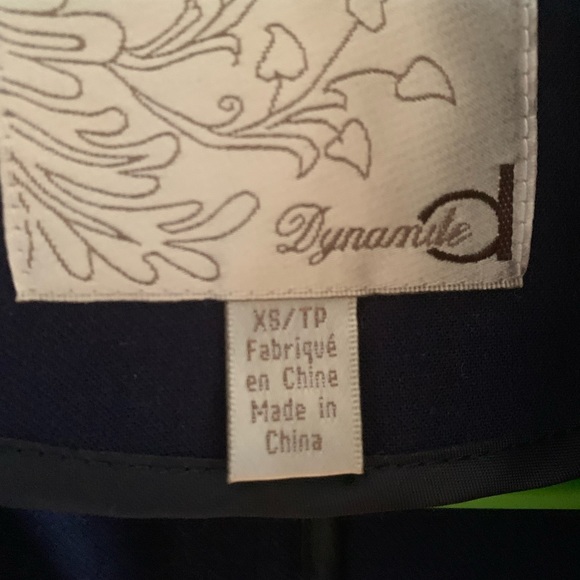 Dynamite d
XS/TP
Fabriqué
en Chine
Made in
China